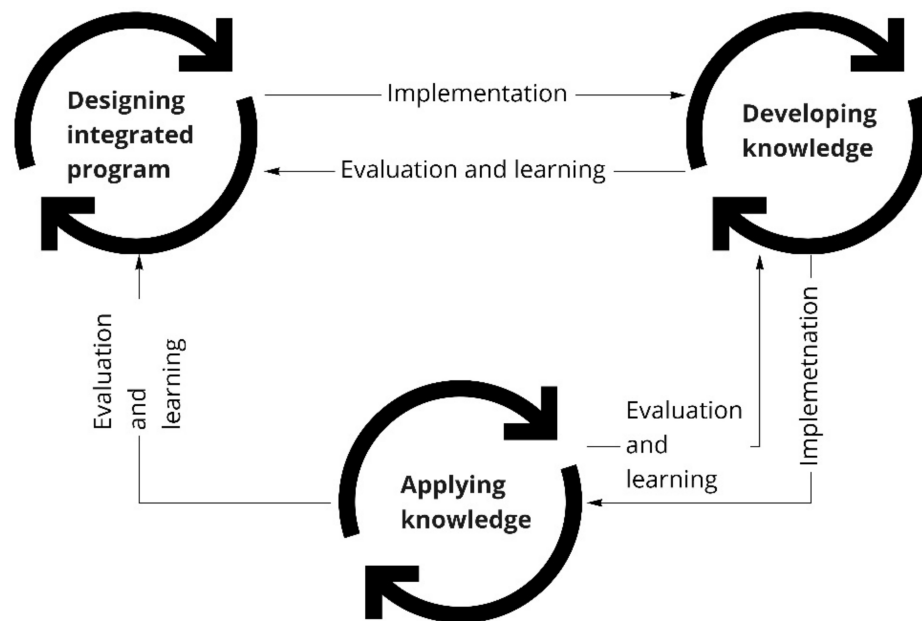 Designing
integrated
program
Implementation
Evaluation and learning
Developing
knowledge
Evaluation
and
learning
Applying
knowledge
Evaluation
and
learning
Implemetnation